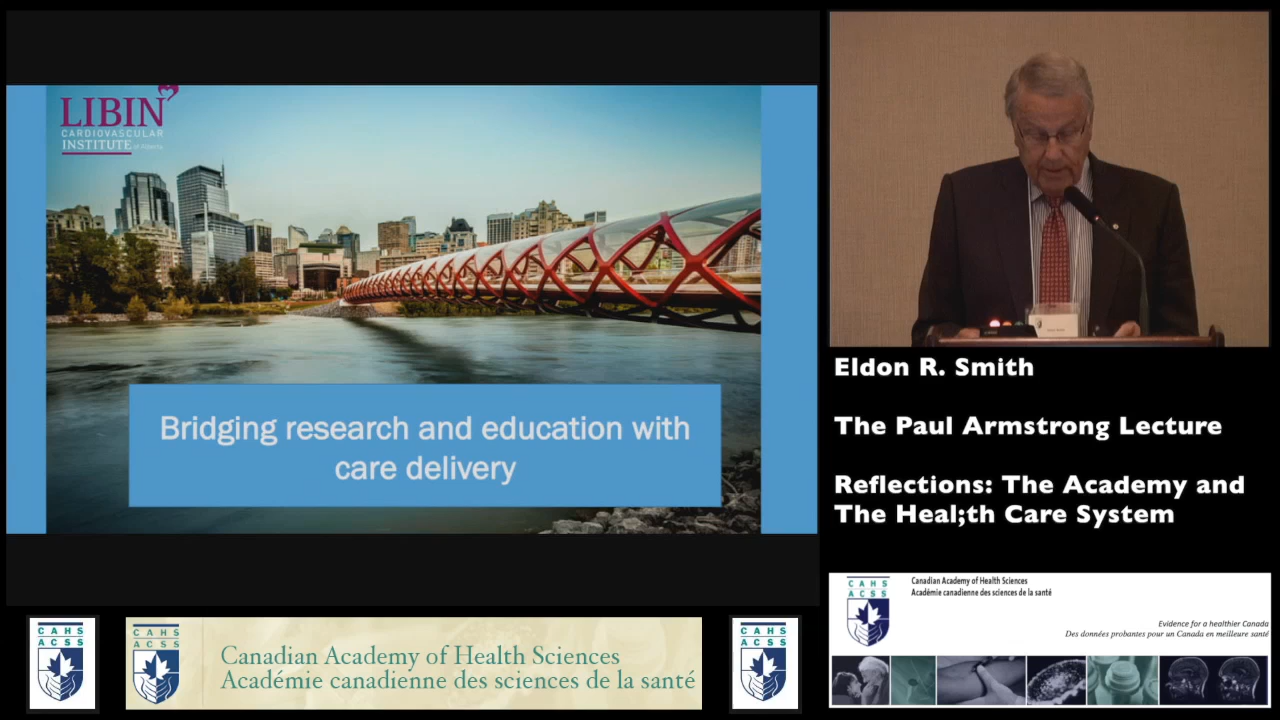 LIBIN
CARDIOVASCULAR
INSTITUTE of Alberta
Bridging research and education with
care delivery
Eldon R. Smith
The Paul Armstrong Lecture
Reflections: The Academy and
The Heal;th Care System
CAHS
ACSS
Canadian Academy of Health Sciences
Académie canadienne des sciences de la santé
Evidence for a healthier Canada
Des données probantes pour un Canada en meilleure santé
CAHS
ACSS
CAHS
ACSS
Canadian Academy of Health Sciences
Académie canadienne des sciences de la santé
CAHS
ACSS